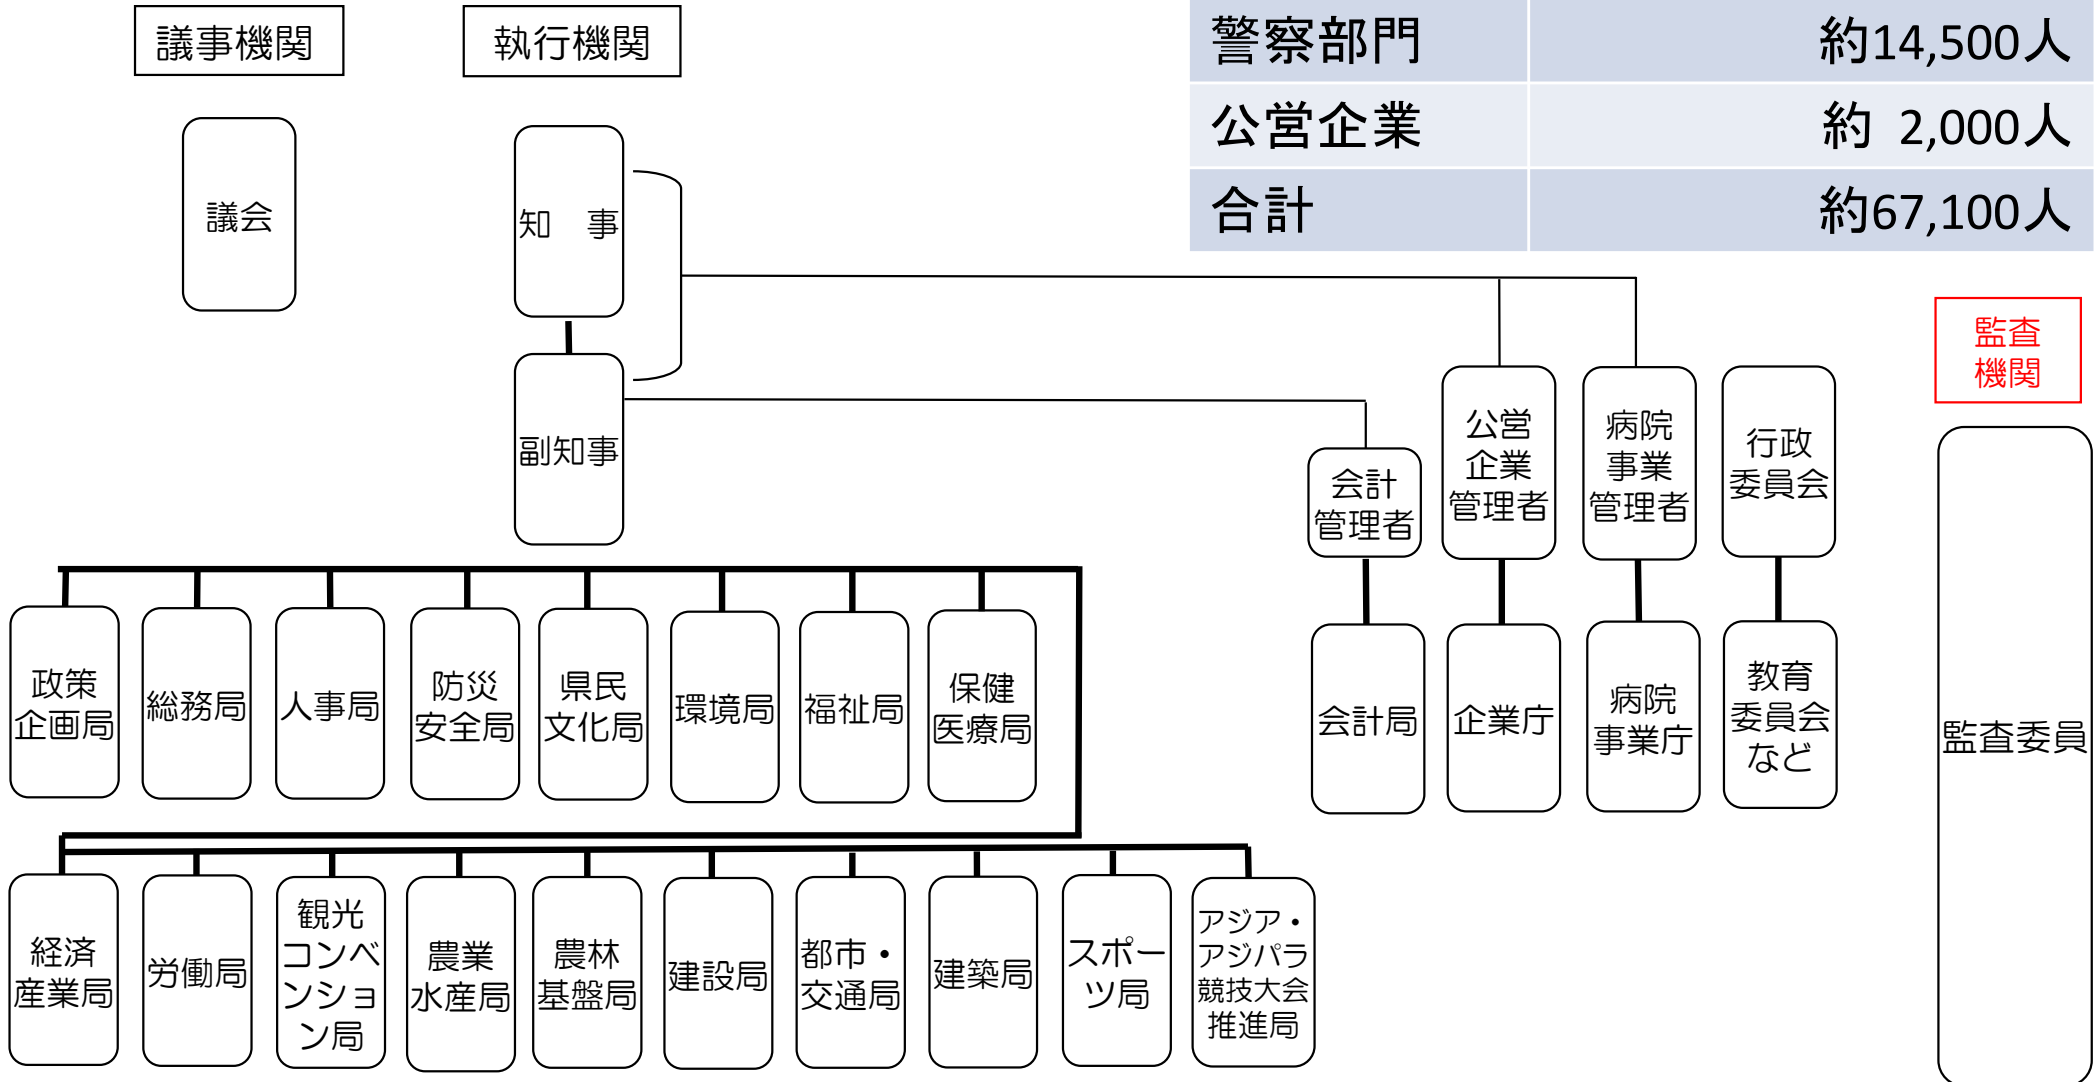 議事機関
執行機関
警察部門 約14,500人
公営企業 約 2,000人
合計 約67,100人
議会
知　事
副知事
監査
機関
会計
管理者
公営
企業
管理者
病院
事業
管理者
行政
委員会
政策
企画局
総務局
人事局
防災
安全局
県民
文化局
環境局
福祉局
保健
医療局
会計局
企業庁
病院
事業庁
教育
委員会
など
監査委員
経済
産業局
労働局
観光
コンベ
ンショ
ン局
農業
水産局
農林
基盤局
建設局
都市・
交通局
建築局
スポー
ツ局
アジア・
アジパラ
競技大会
推進局